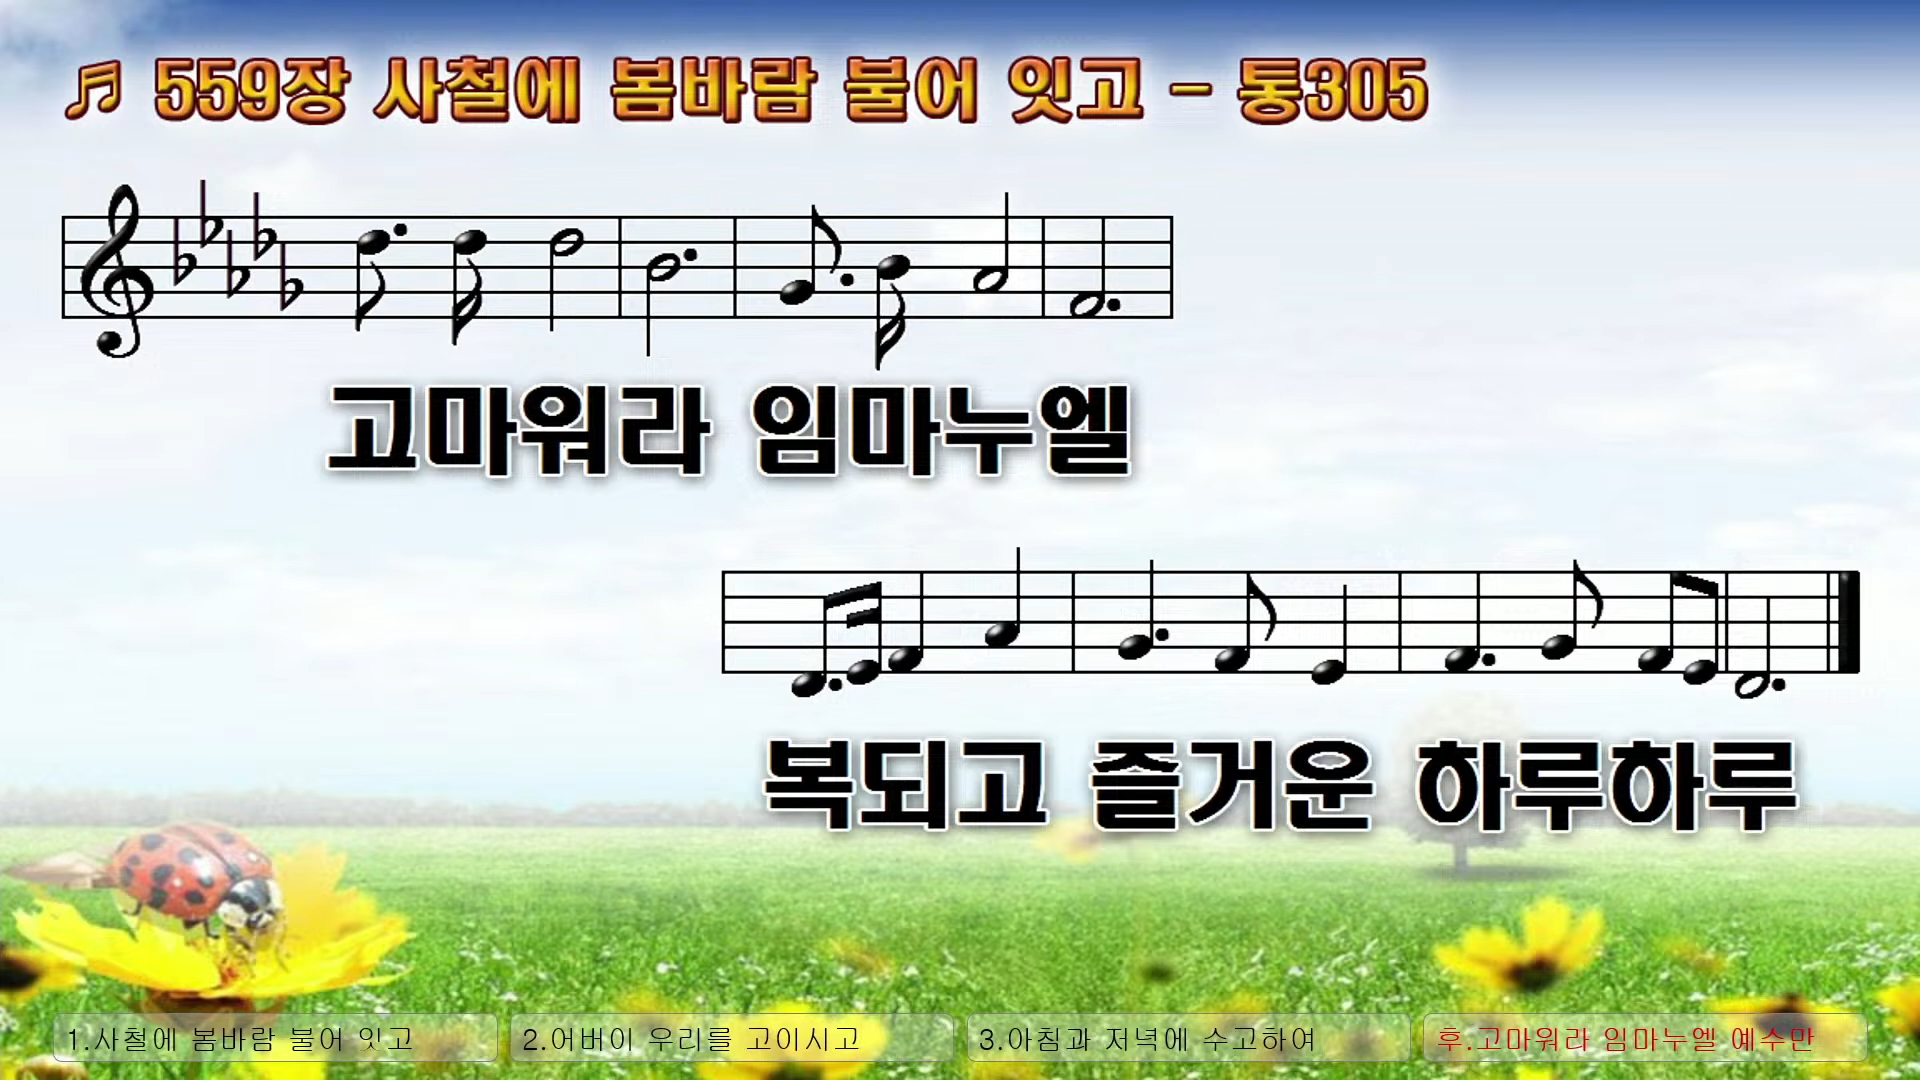 ♬ 559장 사철에 봄바람 불어 잇고 - 통305
고마워라 임마누엘
복되고 즐거운 하루하루
1.사철에 봄바람 불어 잇고
2.어버이 우리를 고이시고
3.아침과 저녁에 수고하여
후.고마워라 임마누엘 예수만